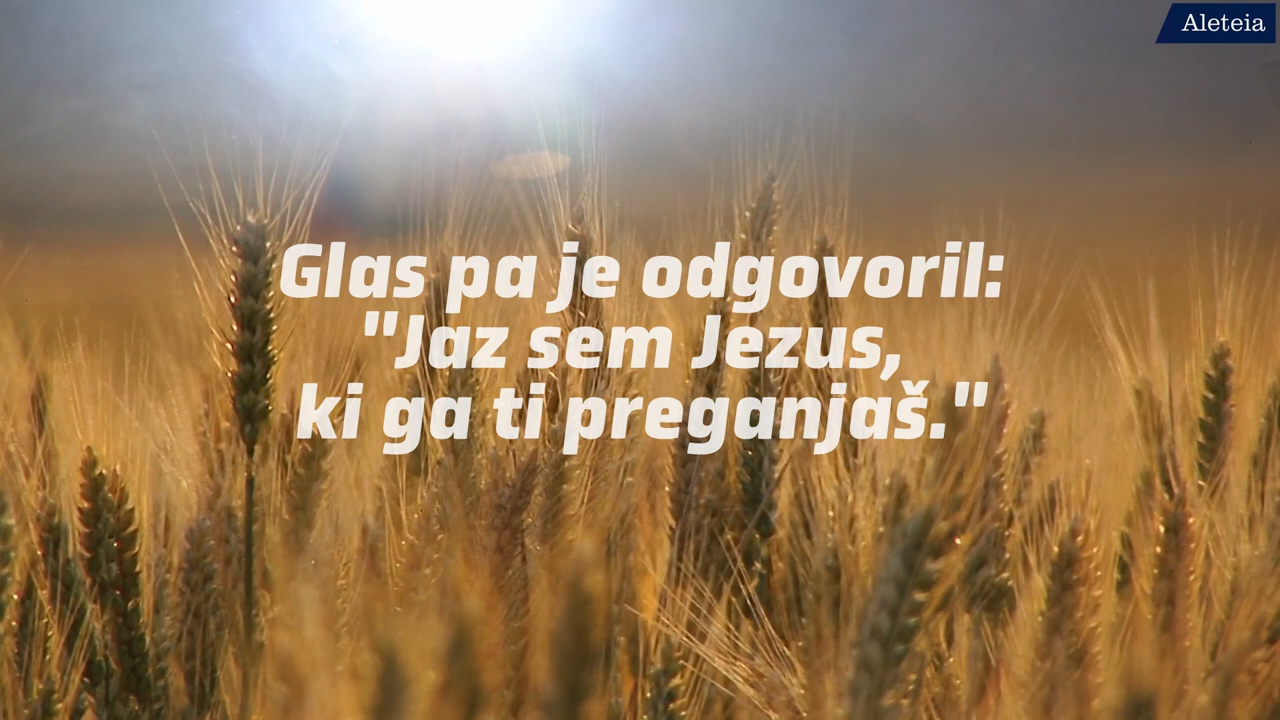 Aleteia
Glas pa je odgovoril:
"Jaz sem Jezus,
ki ga ti preganjaš."